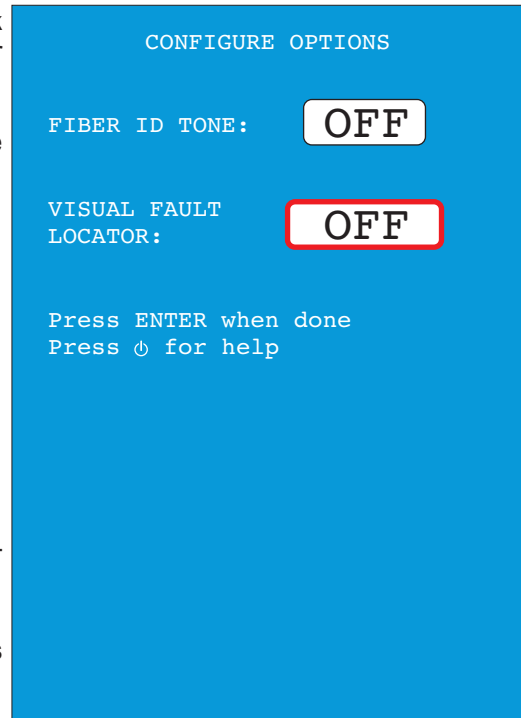 CONFIGURE OPTIONS
FIBER ID TONE: OFF
VISUAL FAULT
LOCATOR: OFF
Press ENTER when done
Press ⏻ for help